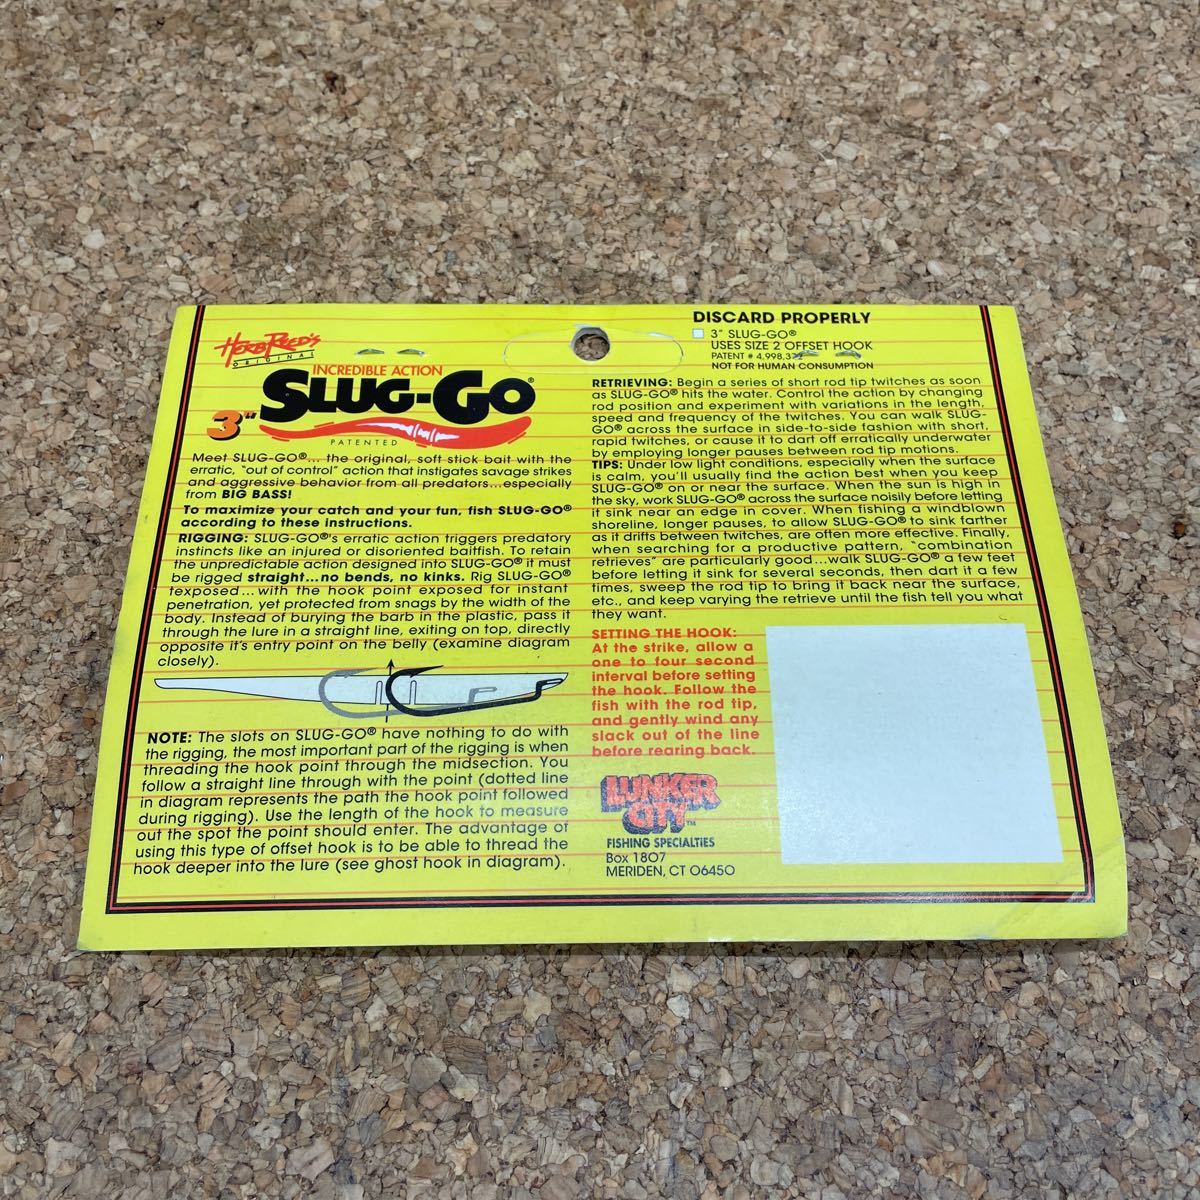 HERB REED'S
ORIGINAL
INCREDIBLE ACTION
3" SLUG-GO®
PATENTED
Meet SLUG-GO®... the original, soft stick bait with the
erratic, "out of control" action that instigates savage strikes
and aggressive behavior from all predators...especially
from BIG BASS!
To maximize your catch and your fun, fish SLUG-GO®
according to these instructions.
RIGGING: SLUG-GO®'s erratic action triggers predatory
instincts like an injured or disoriented baitfish. To retain
the unpredictable action designed into SLUG-GO® it must
be rigged straight...no bends, no kinks. Rig SLUG-GO®
texposed...with the hook point exposed for instant
penetration, yet protected from snags by the width of the
body. Instead of burying the barb in the plastic, pass it
through the lure in a straight line, exiting on top, directly
opposite it's entry point on the belly (examine diagram
closely).
NOTE: The slots on SLUG-GO® have nothing to do with
the rigging, the most important part of the rigging is when
threading the hook point through the midsection. You
follow a straight line through with the point (dotted line
in diagram represents the path the hook point followed
during rigging). Use the length of the hook to measure
out the spot the point should enter. The advantage of
using this type of offset hook is to be able to thread the
hook deeper into the lure (see ghost hook in diagram).
DISCARD PROPERLY
3" SLUG-GO®
USES SIZE 2 OFFSET HOOK
PATENT #
NOT FOR HUMAN CONSUMPTION
RETRIEVING: Begin a series of short rod tip twitches as soon
as SLUG-GO® hits the water. Control the action by changing
rod position and experiment with variations in the length,
speed and frequency of the twitches. You can walk SLUG-
GO® across the surface in side-to-side fashion with short,
rapid twitches, or cause it to dart off erratically underwater
by employing longer pauses between rod tip motions.
TIPS: Under low light conditions, especially when the surface
is calm, you'll usually find the action best when you keep
SLUG-GO® on or near the surface. When the sun is high in
the sky, work SLUG-GO® across the surface noisily before letting
it sink near an edge in cover. When fishing a windblown
shoreline, longer pauses, to allow SLUG-GO® to sink farther
as it drifts between twitches, are often more effective. Finally,
when searching for a productive pattern, "combination
retrieves" are particularly good...walk SLUG-GO® a few feet
before letting it sink for several seconds, then dart it a few
times, sweep the rod tip to bring it back near the surface,
etc., and keep varying the retrieve until the fish tell you what
they want.
SETTING THE HOOK:
At the strike, allow a
one to four second
interval before setting
the hook. Follow the
fish with the rod tip,
and gently wind any
slack out of the line
before rearing back.
LUNKER
CITY™
FISHING SPECIALTIES
Box 1807
MERIDEN, CT 06450